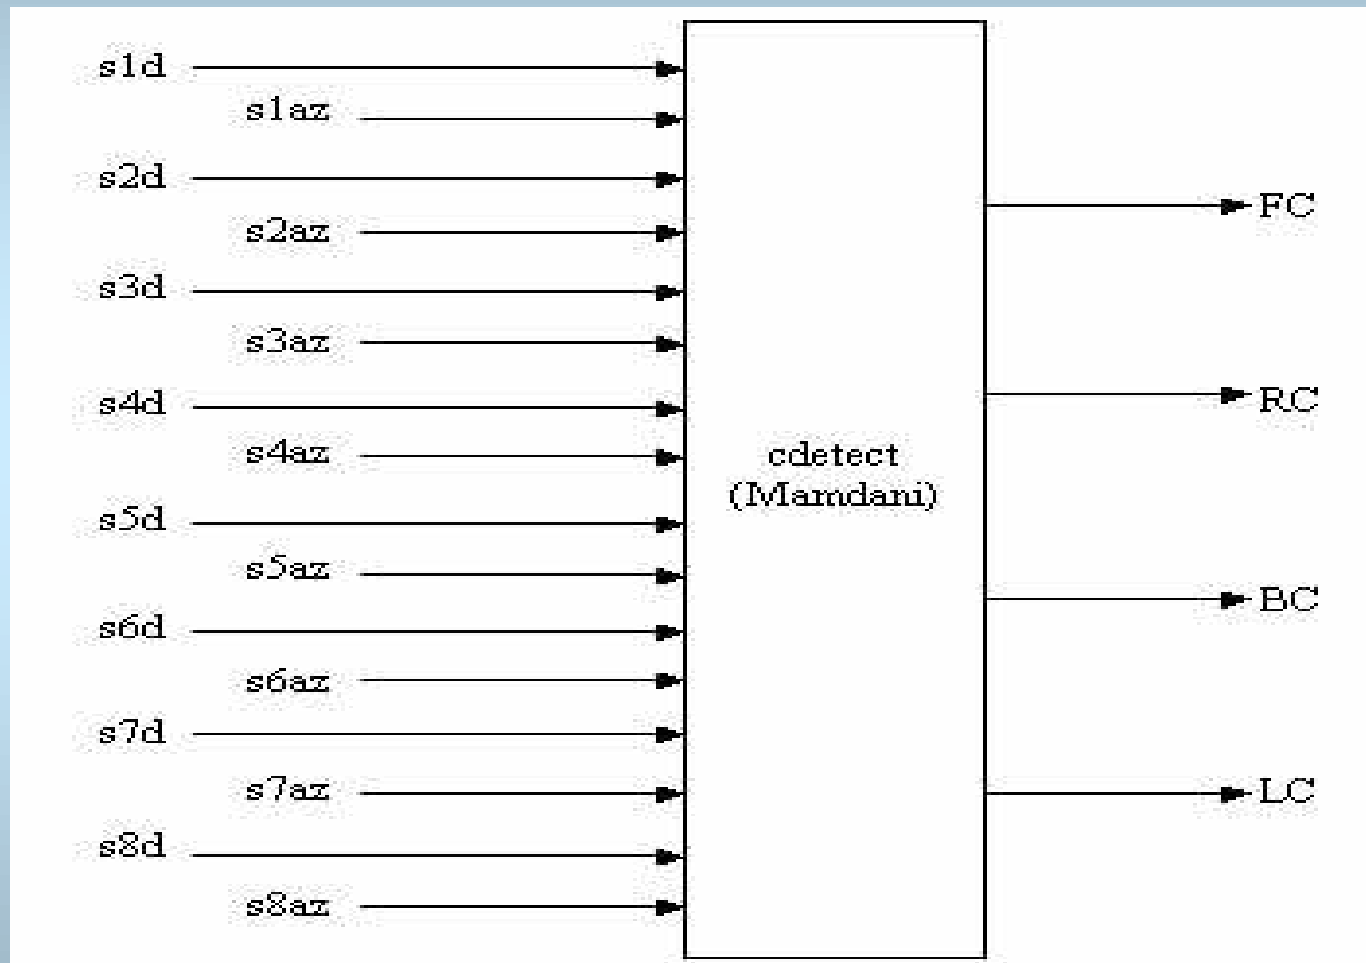 s1d
s1az
s2d
s2az
s3d
s3az
s4d
s4az
s5d
s5az
s6d
s6az
s7d
s7az
s8d
s8az
cdetect
(Mamdani)
FC
RC
BC
LC